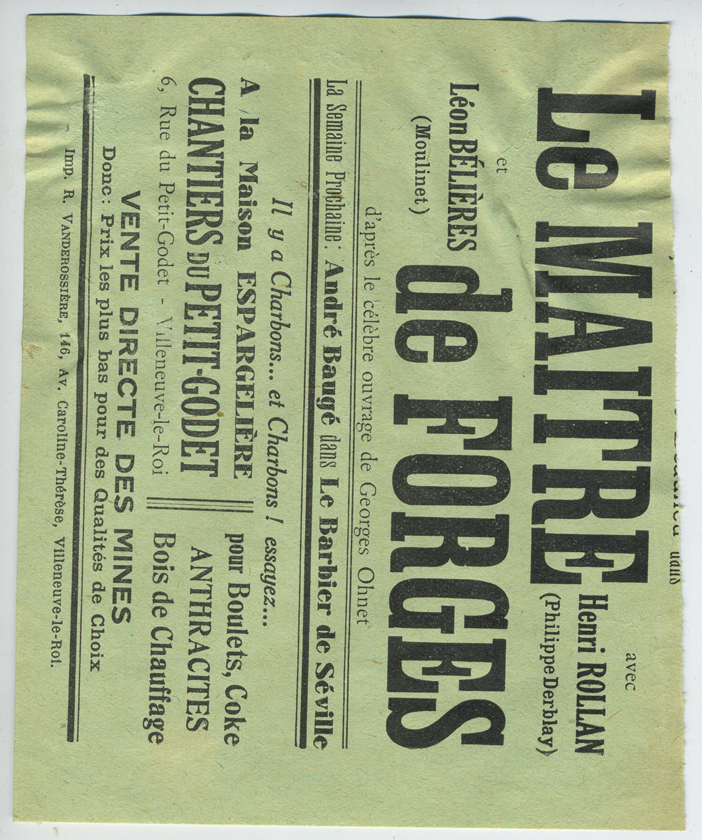 dans
Le MAITRE
avec
Henri ROLLAN
(Philippe Derblay)
et
Léon BÉLIÈRES
(Moulinet)
de FORGES
d'après le célèbre ouvrage de Georges Ohnet
La Semaine Prochaine: André Baugé dans Le Barbier de Séville
Il y a Charbons... et Charbons ! essayez...
A la Maison ESPARGELIÈRE
CHANTIERS DU PETIT-GODET
6, Rue du Petit-Godet - Villeneuve-le-Roi
pour Boulets, Coke
ANTHRACITES
Bois de Chauffage
VENTE DIRECTE DES MINES
Donc: Prix les plus bas pour des Qualités de Choix
Imp. R. VANDEROSSIÈRE, 146, Av. Caroline-Thérèse, Villeneuve-le-Roi.